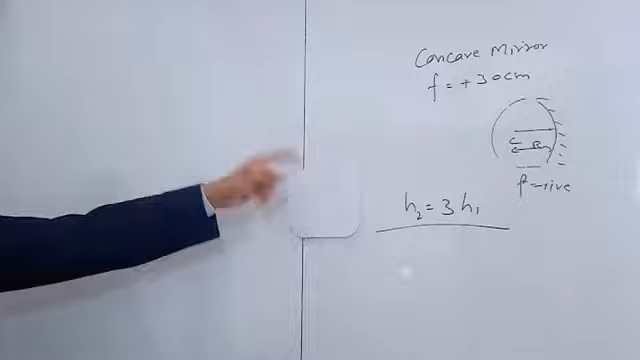 Concave Mirror
f = +30cm
f = +ive
h₂ = 3 h₁